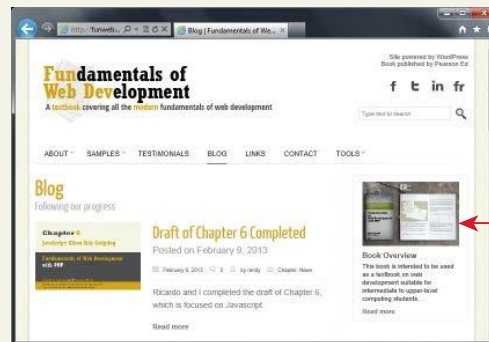 http://funweb...
Blog | Fundamentals of We...
Site powered by WordPress
Book published by Pearson Ed
Fundamentals of
Web Development
A textbook covering all the modern fundamentals of web development
f t in fr
Type text to search
ABOUT SAMPLES TESTIMONIALS BLOG LINKS CONTACT TOOLS
Blog
Following our progress
Chapter 6
JavaScript: Client-Side Scripting
Fundamentals of Web Development
with PHP
Draft of Chapter 6 Completed
Posted on February 9, 2013
February 9, 2013 0 by randy Chapter, News
Ricardo and I completed the draft of Chapter 6,
which is focused on Javascript.
Read more
Book Overview
This book is intended to be used
as a textbook on web
development suitable for
intermediate to upper-level
computing students....
Read more